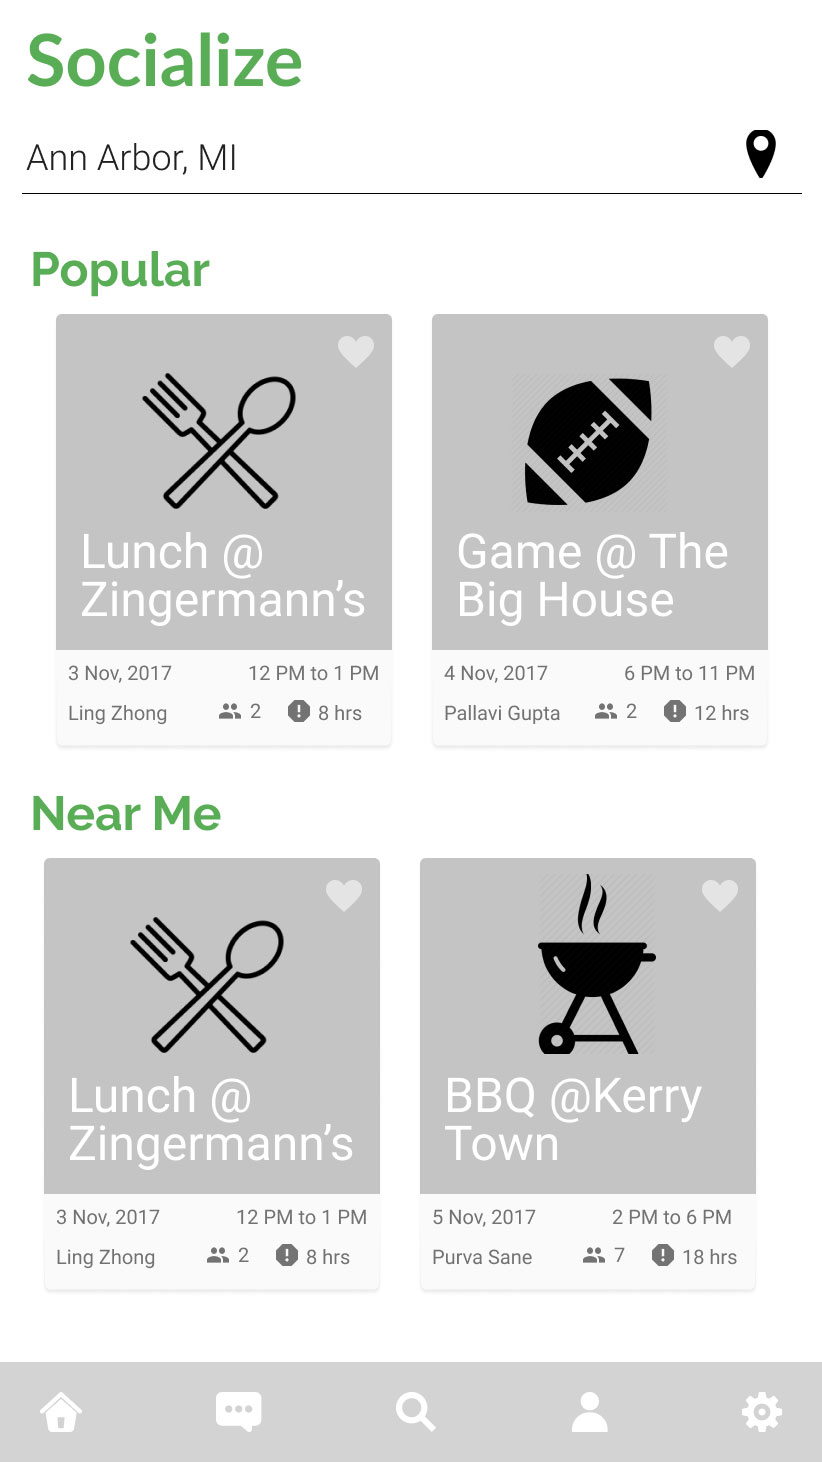 Socialize
Ann Arbor, MI
Popular
Lunch @
Zingermann’s
3 Nov, 2017 12 PM to 1 PM
Ling Zhong 2 8 hrs
Game @ The
Big House
4 Nov, 2017 6 PM to 11 PM
Pallavi Gupta 2 12 hrs
Near Me
Lunch @
Zingermann’s
3 Nov, 2017 12 PM to 1 PM
Ling Zhong 2 8 hrs
BBQ @Kerry
Town
5 Nov, 2017 2 PM to 6 PM
Purva Sane 7 18 hrs